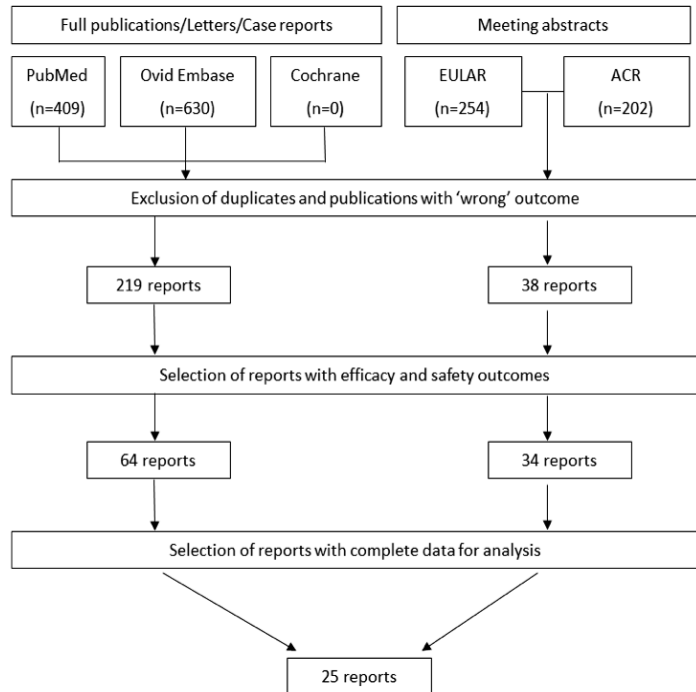 Full publications/Letters/Case reports
Meeting abstracts
PubMed
(n=409)
Ovid Embase
(n=630)
Cochrane
(n=0)
EULAR
(n=254)
ACR
(n=202)
Exclusion of duplicates and publications with ‘wrong’ outcome
219 reports
38 reports
Selection of reports with efficacy and safety outcomes
64 reports
34 reports
Selection of reports with complete data for analysis
25 reports